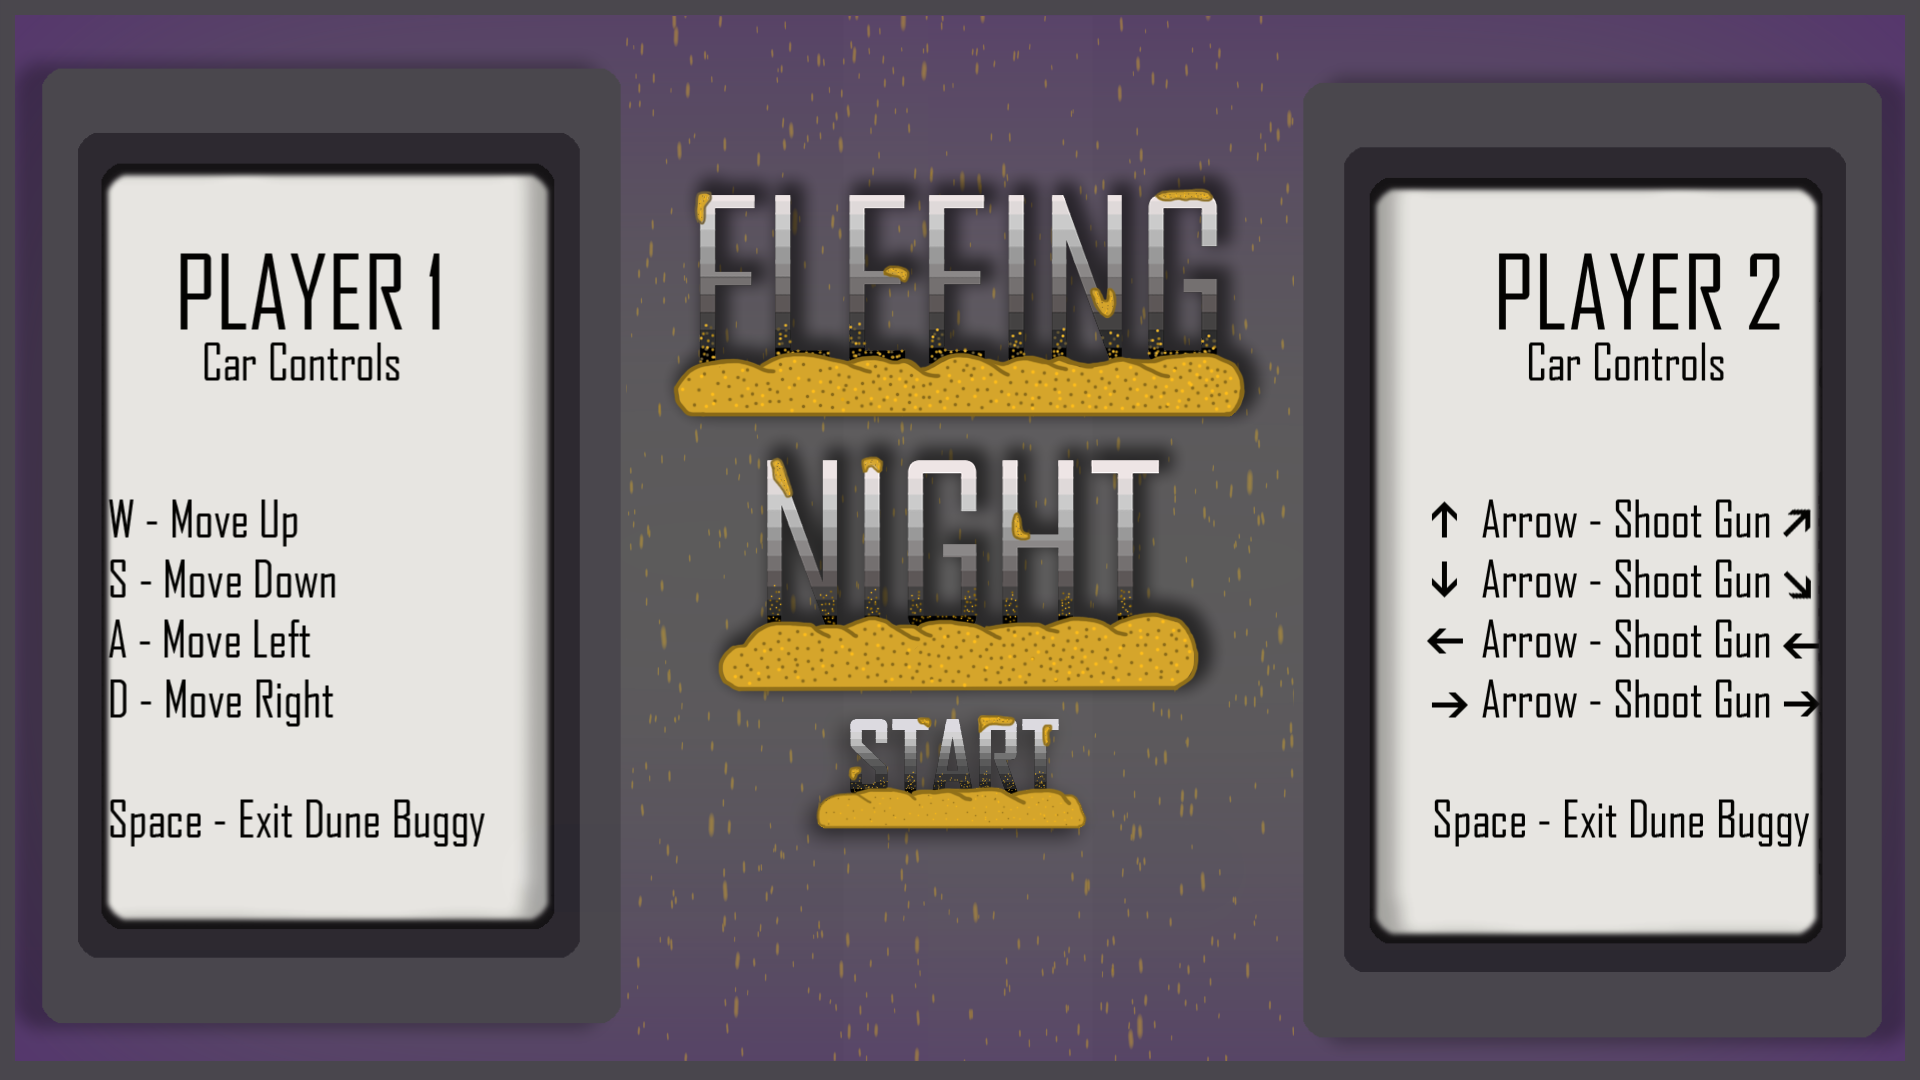 PLAYER 1
Car Controls
W - Move Up
S - Move Down
A - Move Left
D - Move Right
Space - Exit Dune Buggy
FLEEING
NIGHT
START
PLAYER 2
Car Controls
↑ Arrow - Shoot Gun ↗
↓ Arrow - Shoot Gun ↘
← Arrow - Shoot Gun ←
→ Arrow - Shoot Gun →
Space - Exit Dune Buggy